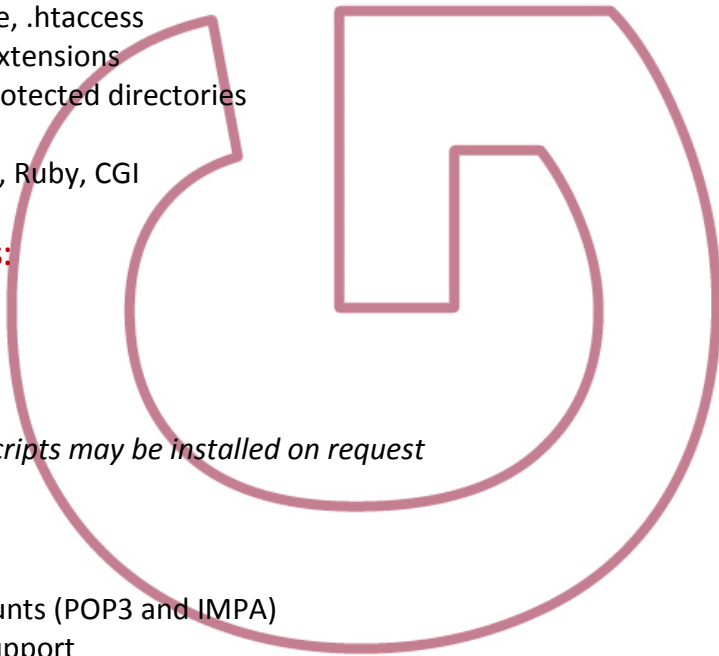 e, .htaccess
xtensions
otected directories
, Ruby, CGI
s:
cripts may be installed on request
unts (POP3 and IMPA)
upport